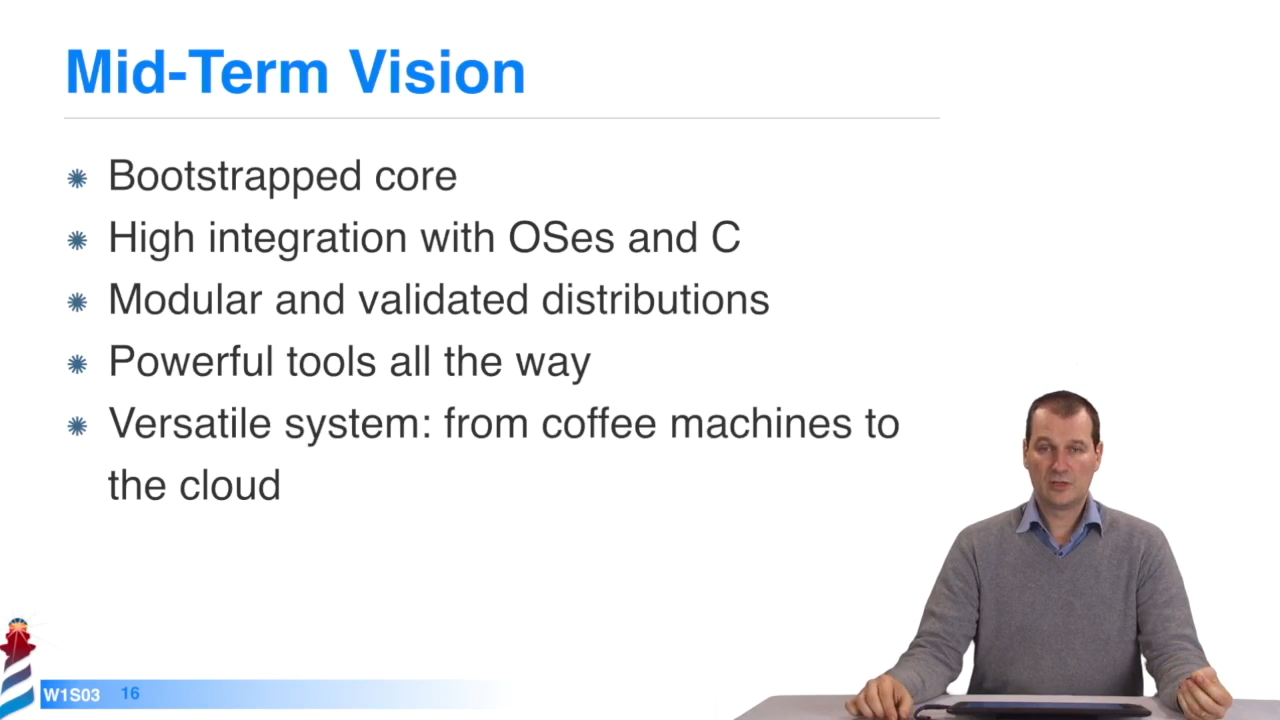 Mid-Term Vision
Bootstrapped core
High integration with OSes and C
Modular and validated distributions
Powerful tools all the way
Versatile system: from coffee machines to
the cloud
W1S03 16